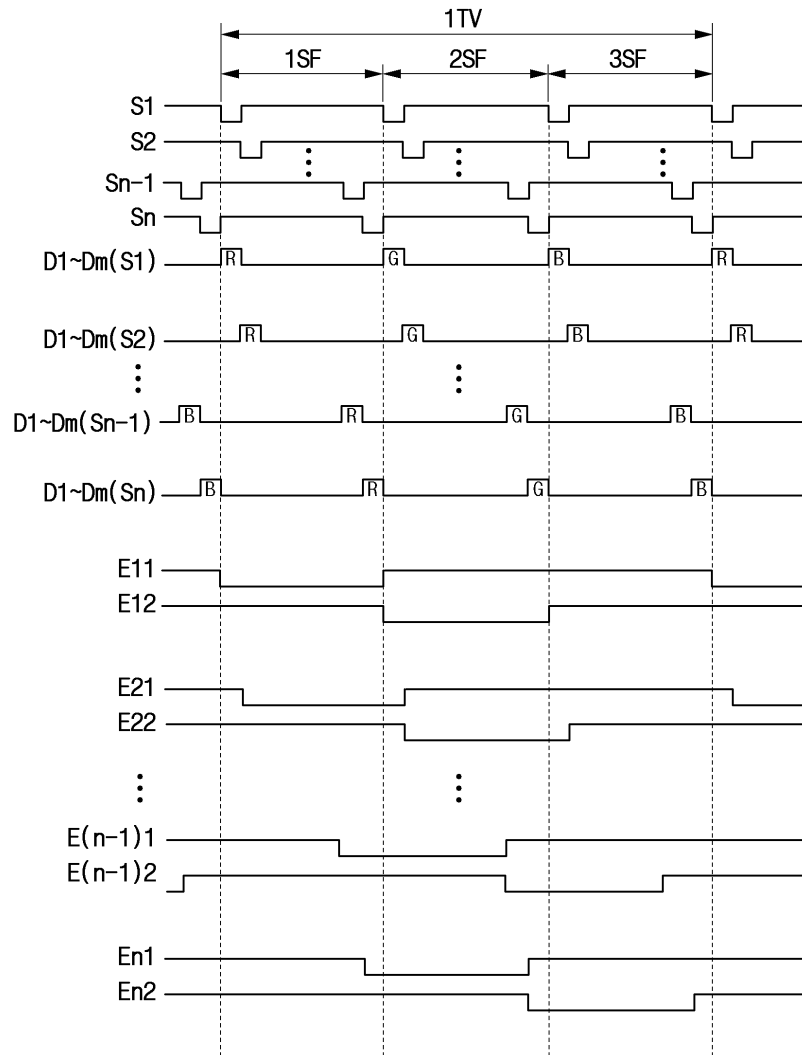 1TV
1SF 2SF 3SF
S1
S2
Sn-1
Sn
D1~Dm(S1) R G B R
D1~Dm(S2) R G B R
D1~Dm(Sn-1) B R G B
D1~Dm(Sn) B R G B
E11
E12
E21
E22
E(n-1)1
E(n-1)2
En1
En2